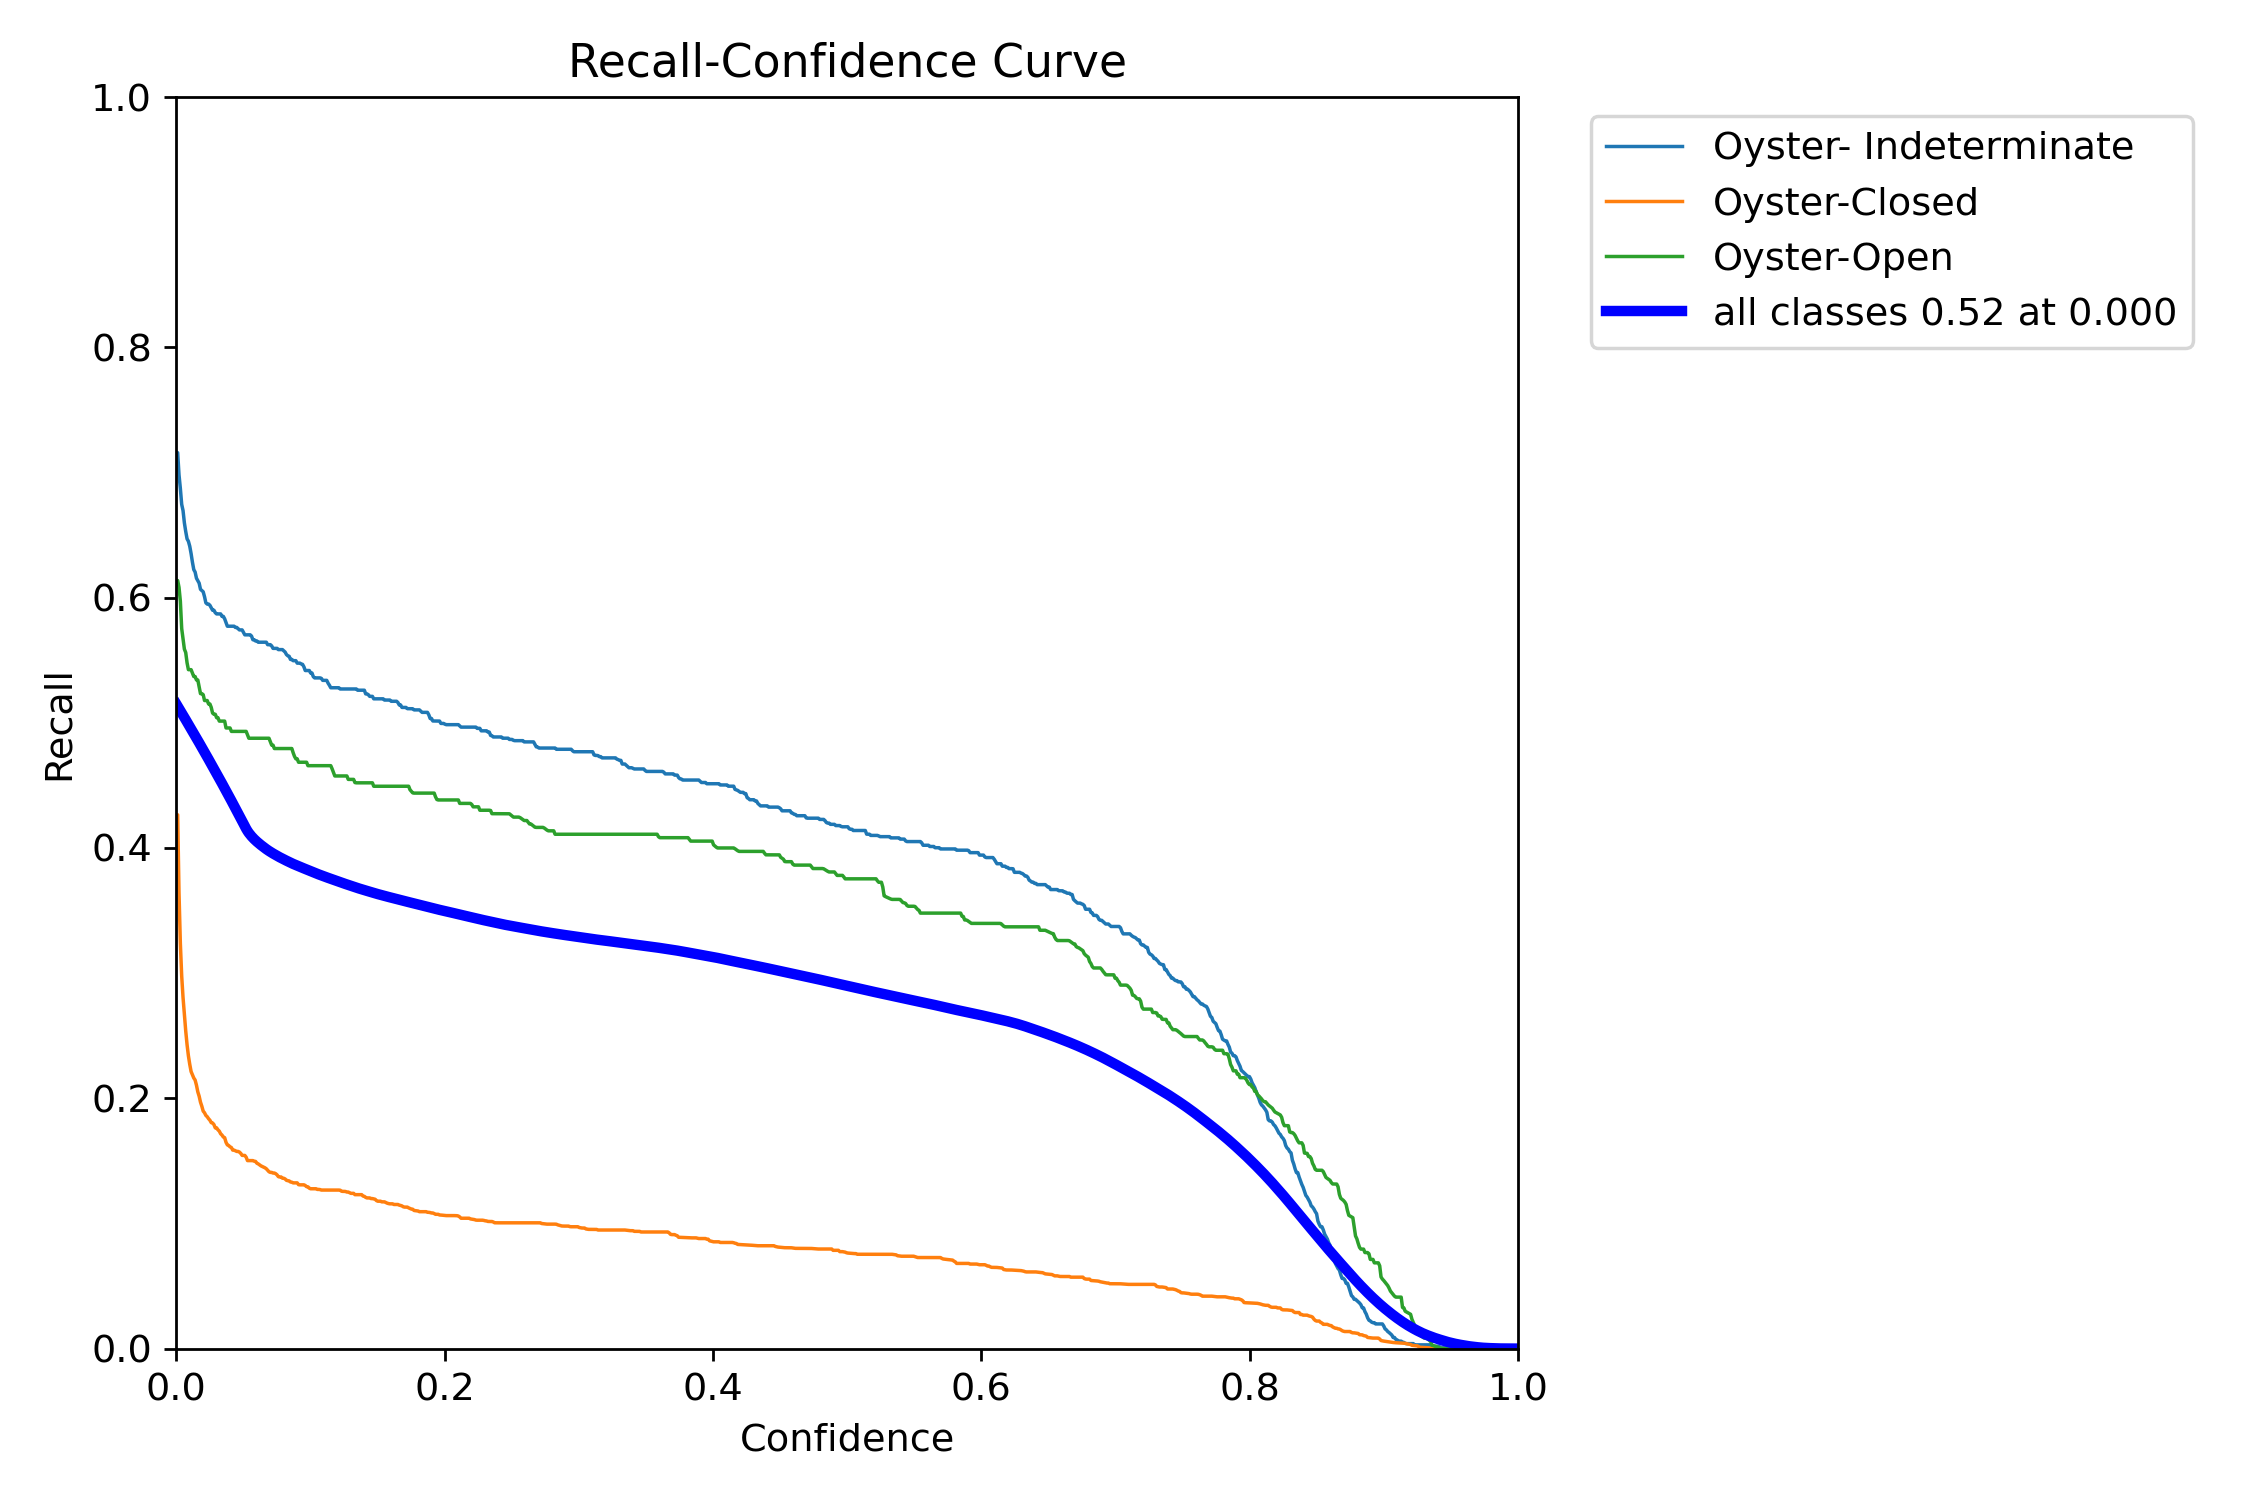 Recall-Confidence Curve
1.0
0.8
0.6
0.4
0.2
0.0
Recall
0.0 0.2 0.4 0.6 0.8 1.0
Confidence
Oyster- Indeterminate
Oyster-Closed
Oyster-Open
all classes 0.52 at 0.000